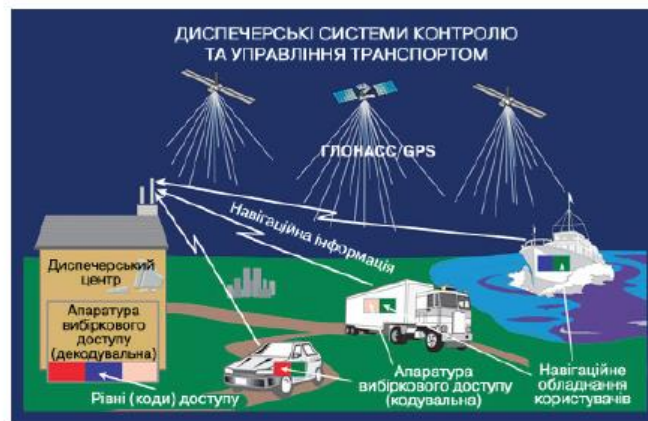 ДИСПЕЧЕРСЬКІ СИСТЕМИ КОНТРОЛЮ
ТА УПРАВЛІННЯ ТРАНСПОРТОМ
ГЛОНАСС/GPS
Навігаційна інформація
Диспечерський
центр
Апаратура
вибіркового
доступу
(декодувальна)
Рівні (коди) доступу
Апаратура
вибіркового доступу
(кодувальна)
Навігаційне
обладнання
користувачів